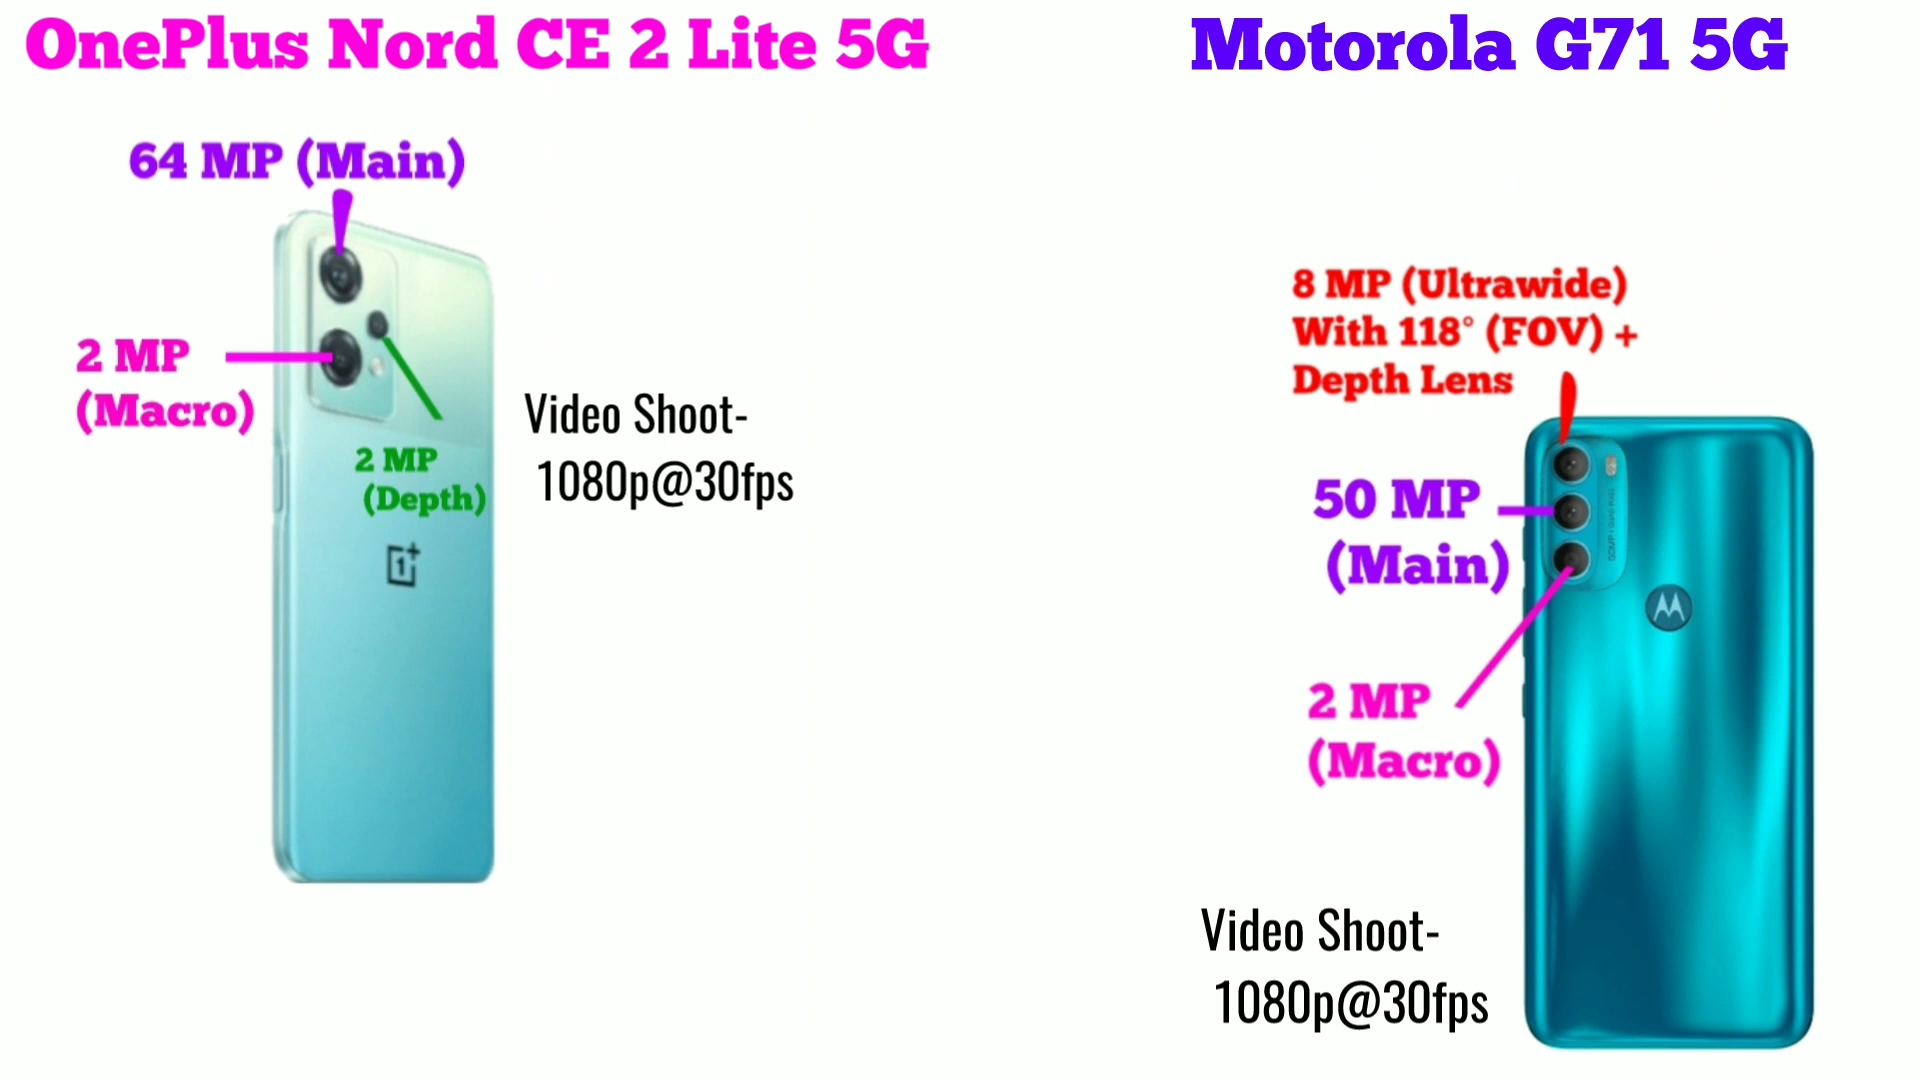 OnePlus Nord CE 2 Lite 5G
Motorola G71 5G
64 MP (Main)
2 MP
(Macro)
2 MP
(Depth)
Video Shoot-
1080p@30fps
8 MP (Ultrawide)
With 118° (FOV) +
Depth Lens
50 MP
(Main)
2 MP
(Macro)
Video Shoot-
1080p@30fps